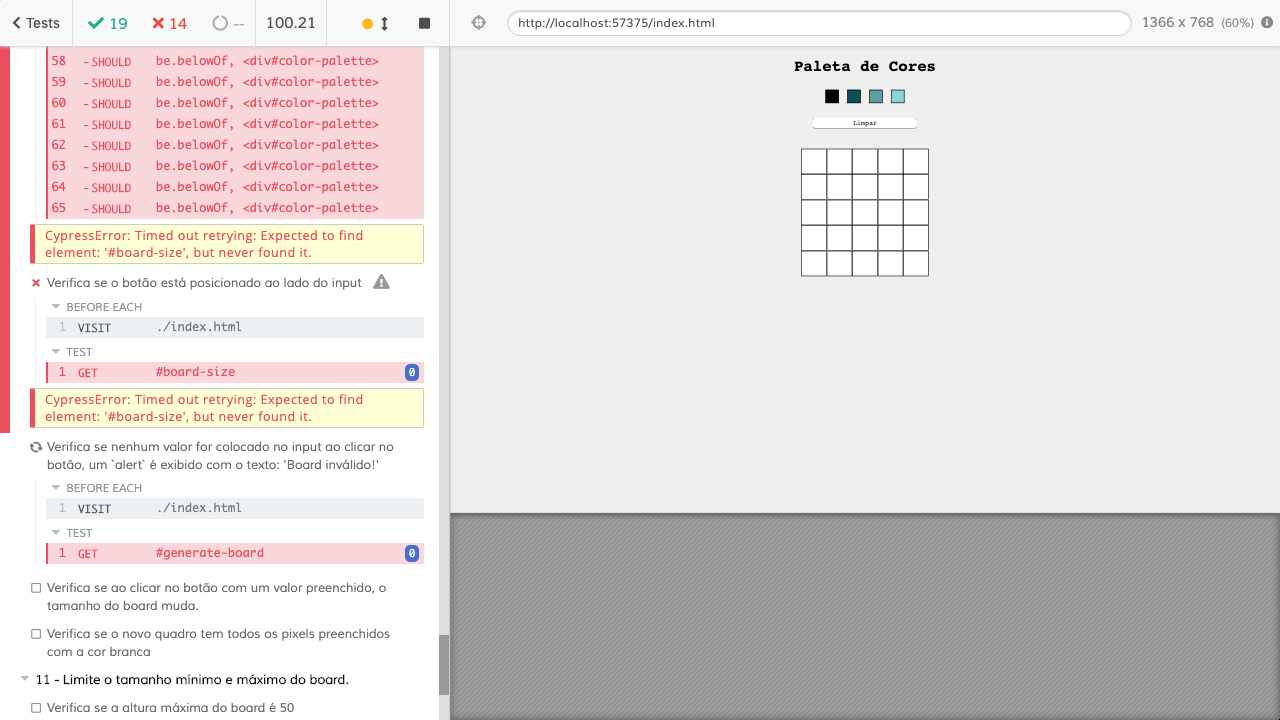 Tests 19 14 -- 100.21 http://localhost:57375/index.html 1366 x 768 (60%)
58 - SHOULD be.belowOf, <div#color-palette>
59 - SHOULD be.belowOf, <div#color-palette>
60 - SHOULD be.belowOf, <div#color-palette>
61 - SHOULD be.belowOf, <div#color-palette>
62 - SHOULD be.belowOf, <div#color-palette>
63 - SHOULD be.belowOf, <div#color-palette>
64 - SHOULD be.belowOf, <div#color-palette>
65 - SHOULD be.belowOf, <div#color-palette>
CypressError: Timed out retrying: Expected to find
element: '#board-size', but never found it.
Verifica se o botão está posicionado ao lado do input
BEFORE EACH
1 VISIT ./index.html
TEST
1 GET #board-size 0
CypressError: Timed out retrying: Expected to find
element: '#board-size', but never found it.
Verifica se nenhum valor for colocado no input ao clicar no
botão, um `alert` é exibido com o texto: 'Board inválido!'
BEFORE EACH
1 VISIT ./index.html
TEST
1 GET #generate-board 0
Verifica se ao clicar no botão com um valor preenchido, o
tamanho do board muda.
Verifica se o novo quadro tem todos os pixels preenchidos
com a cor branca
11 - Limite o tamanho mínimo e máximo do board.
Verifica se a altura máxima do board é 50
Paleta de Cores
Limpar